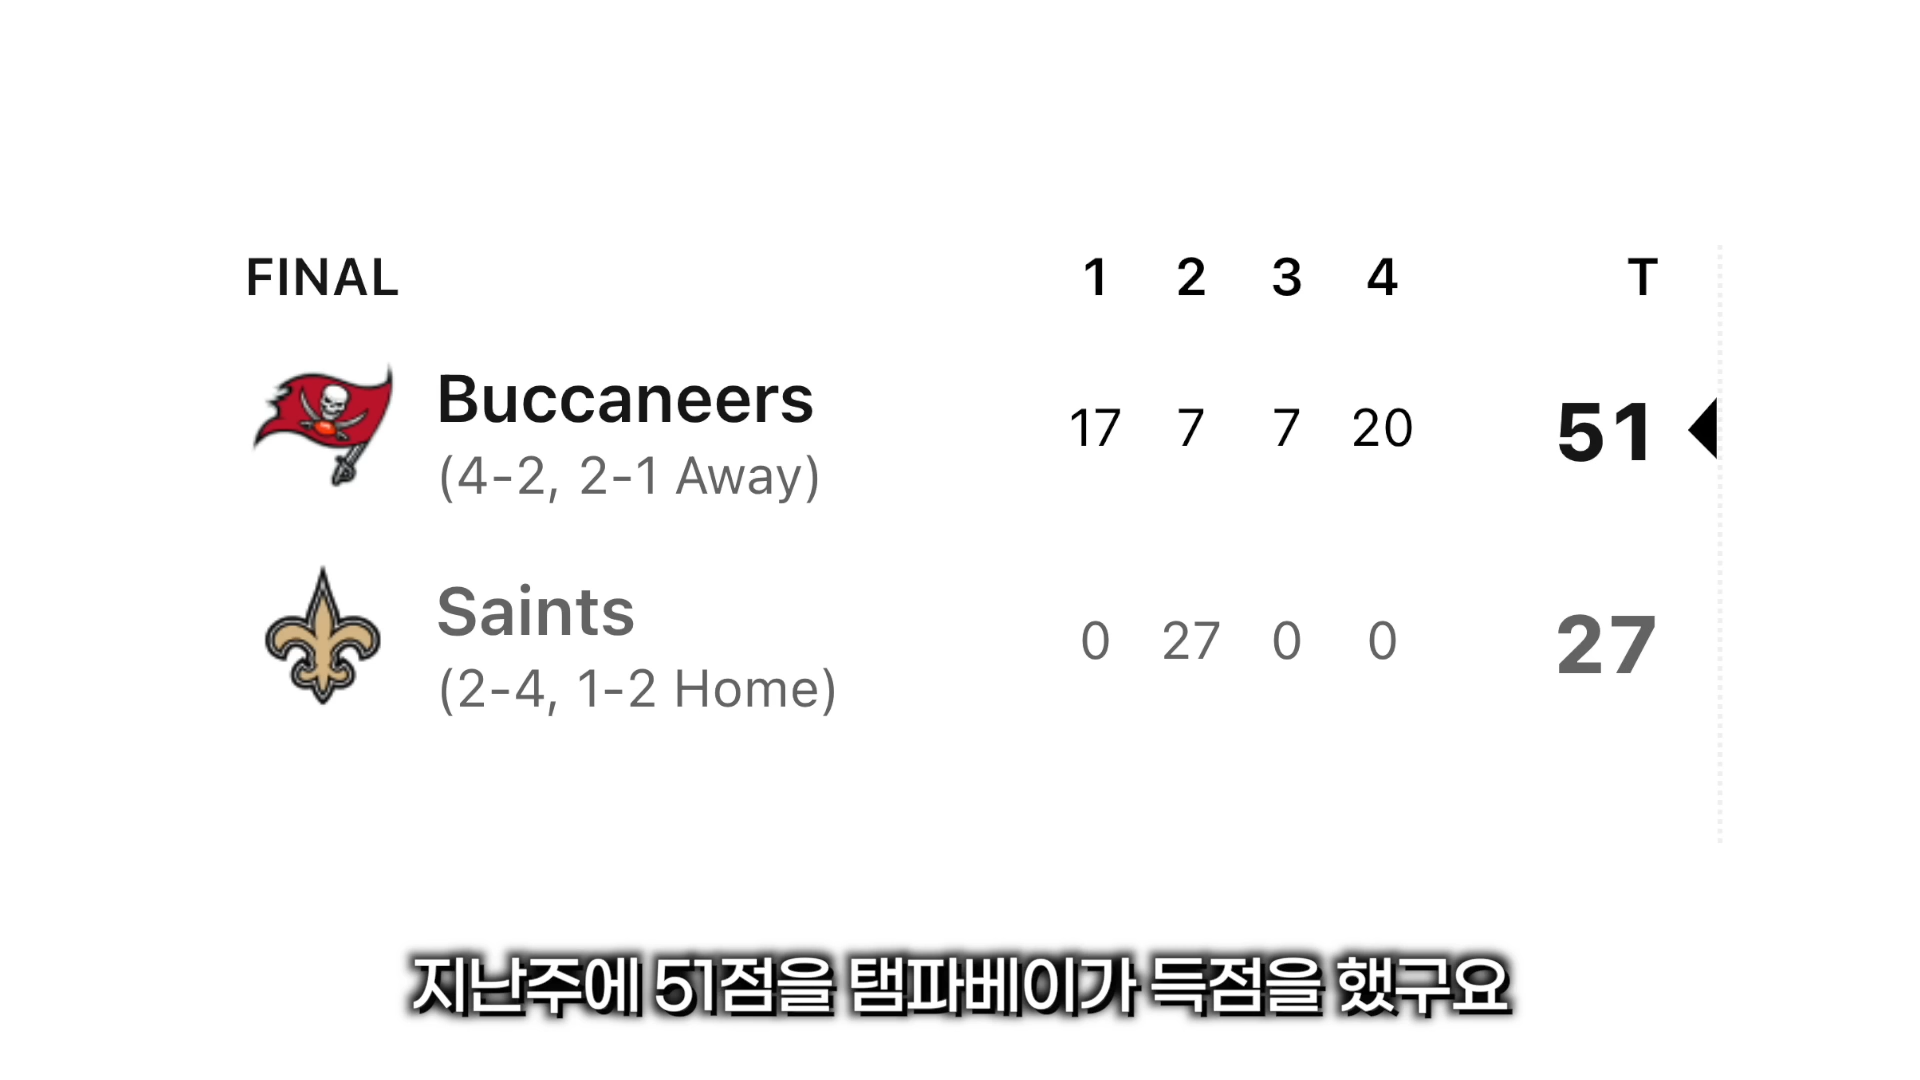 FINAL 1 2 3 4 T
Buccaneers 17 7 7 20 51
(4-2, 2-1 Away)
Saints 0 27 0 0 27
(2-4, 1-2 Home)
지난주에 51점을 탬파베이가 득점을 했구요